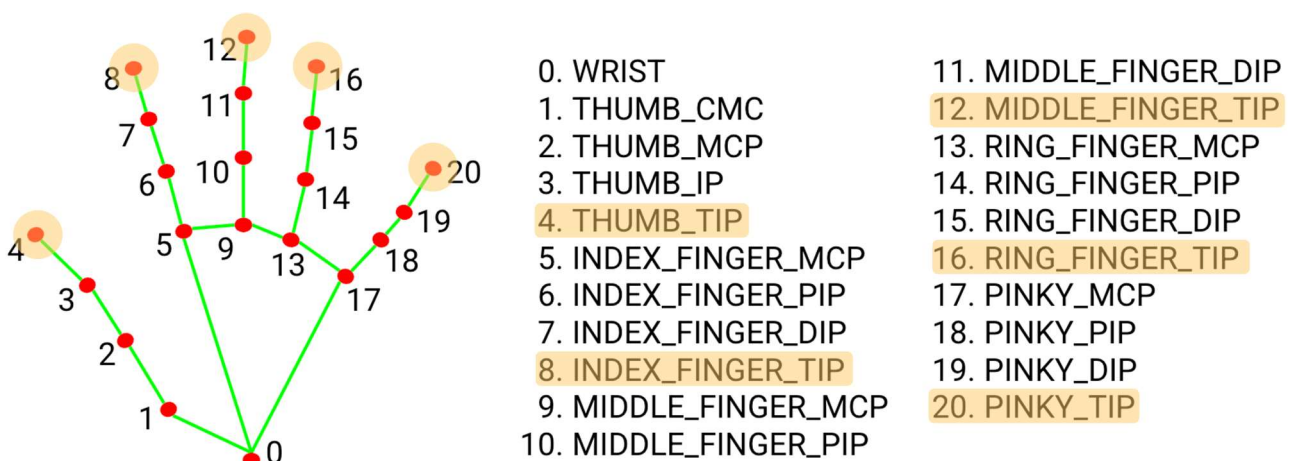 12
8
16
11
7
15
10
6
14
20
19
4
5
9
13
18
3
17
2
1
0
0. WRIST
1. THUMB_CMC
2. THUMB_MCP
3. THUMB_IP
4. THUMB_TIP
5. INDEX_FINGER_MCP
6. INDEX_FINGER_PIP
7. INDEX_FINGER_DIP
8. INDEX_FINGER_TIP
9. MIDDLE_FINGER_MCP
10. MIDDLE_FINGER_PIP
11. MIDDLE_FINGER_DIP
12. MIDDLE_FINGER_TIP
13. RING_FINGER_MCP
14. RING_FINGER_PIP
15. RING_FINGER_DIP
16. RING_FINGER_TIP
17. PINKY_MCP
18. PINKY_PIP
19. PINKY_DIP
20. PINKY_TIP